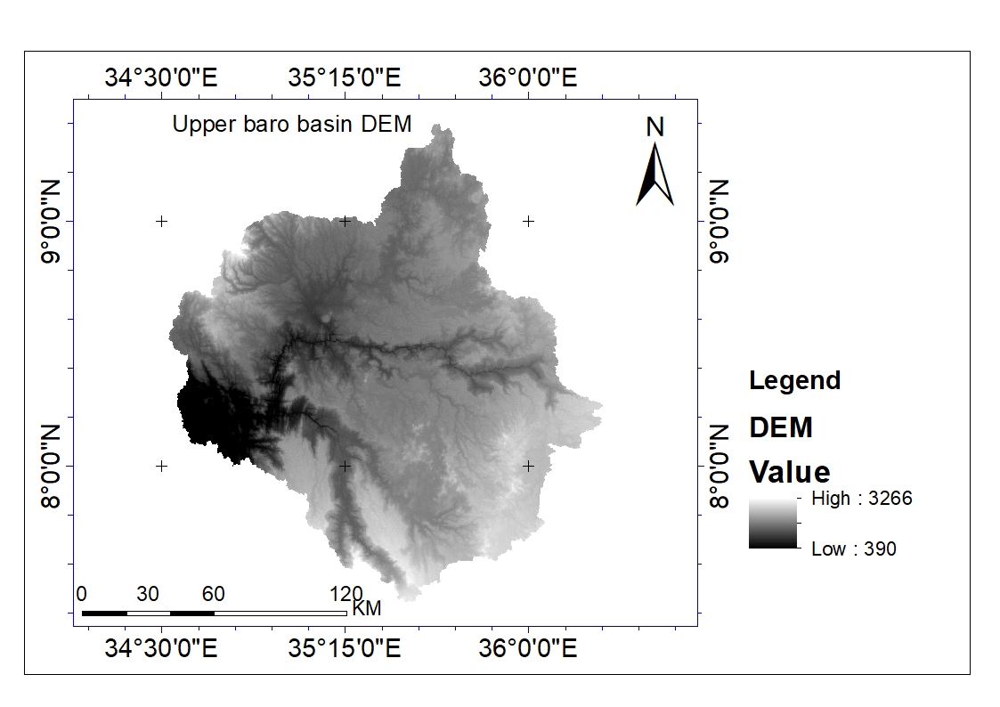 34°30'0"E 35°15'0"E 36°0'0"E
Upper baro basin DEM
N
9°0'0"N
9°0'0"N
8°0'0"N
8°0'0"N
Legend
DEM
Value
High : 3266
Low : 390
0 30 60 120
KM
34°30'0"E 35°15'0"E 36°0'0"E